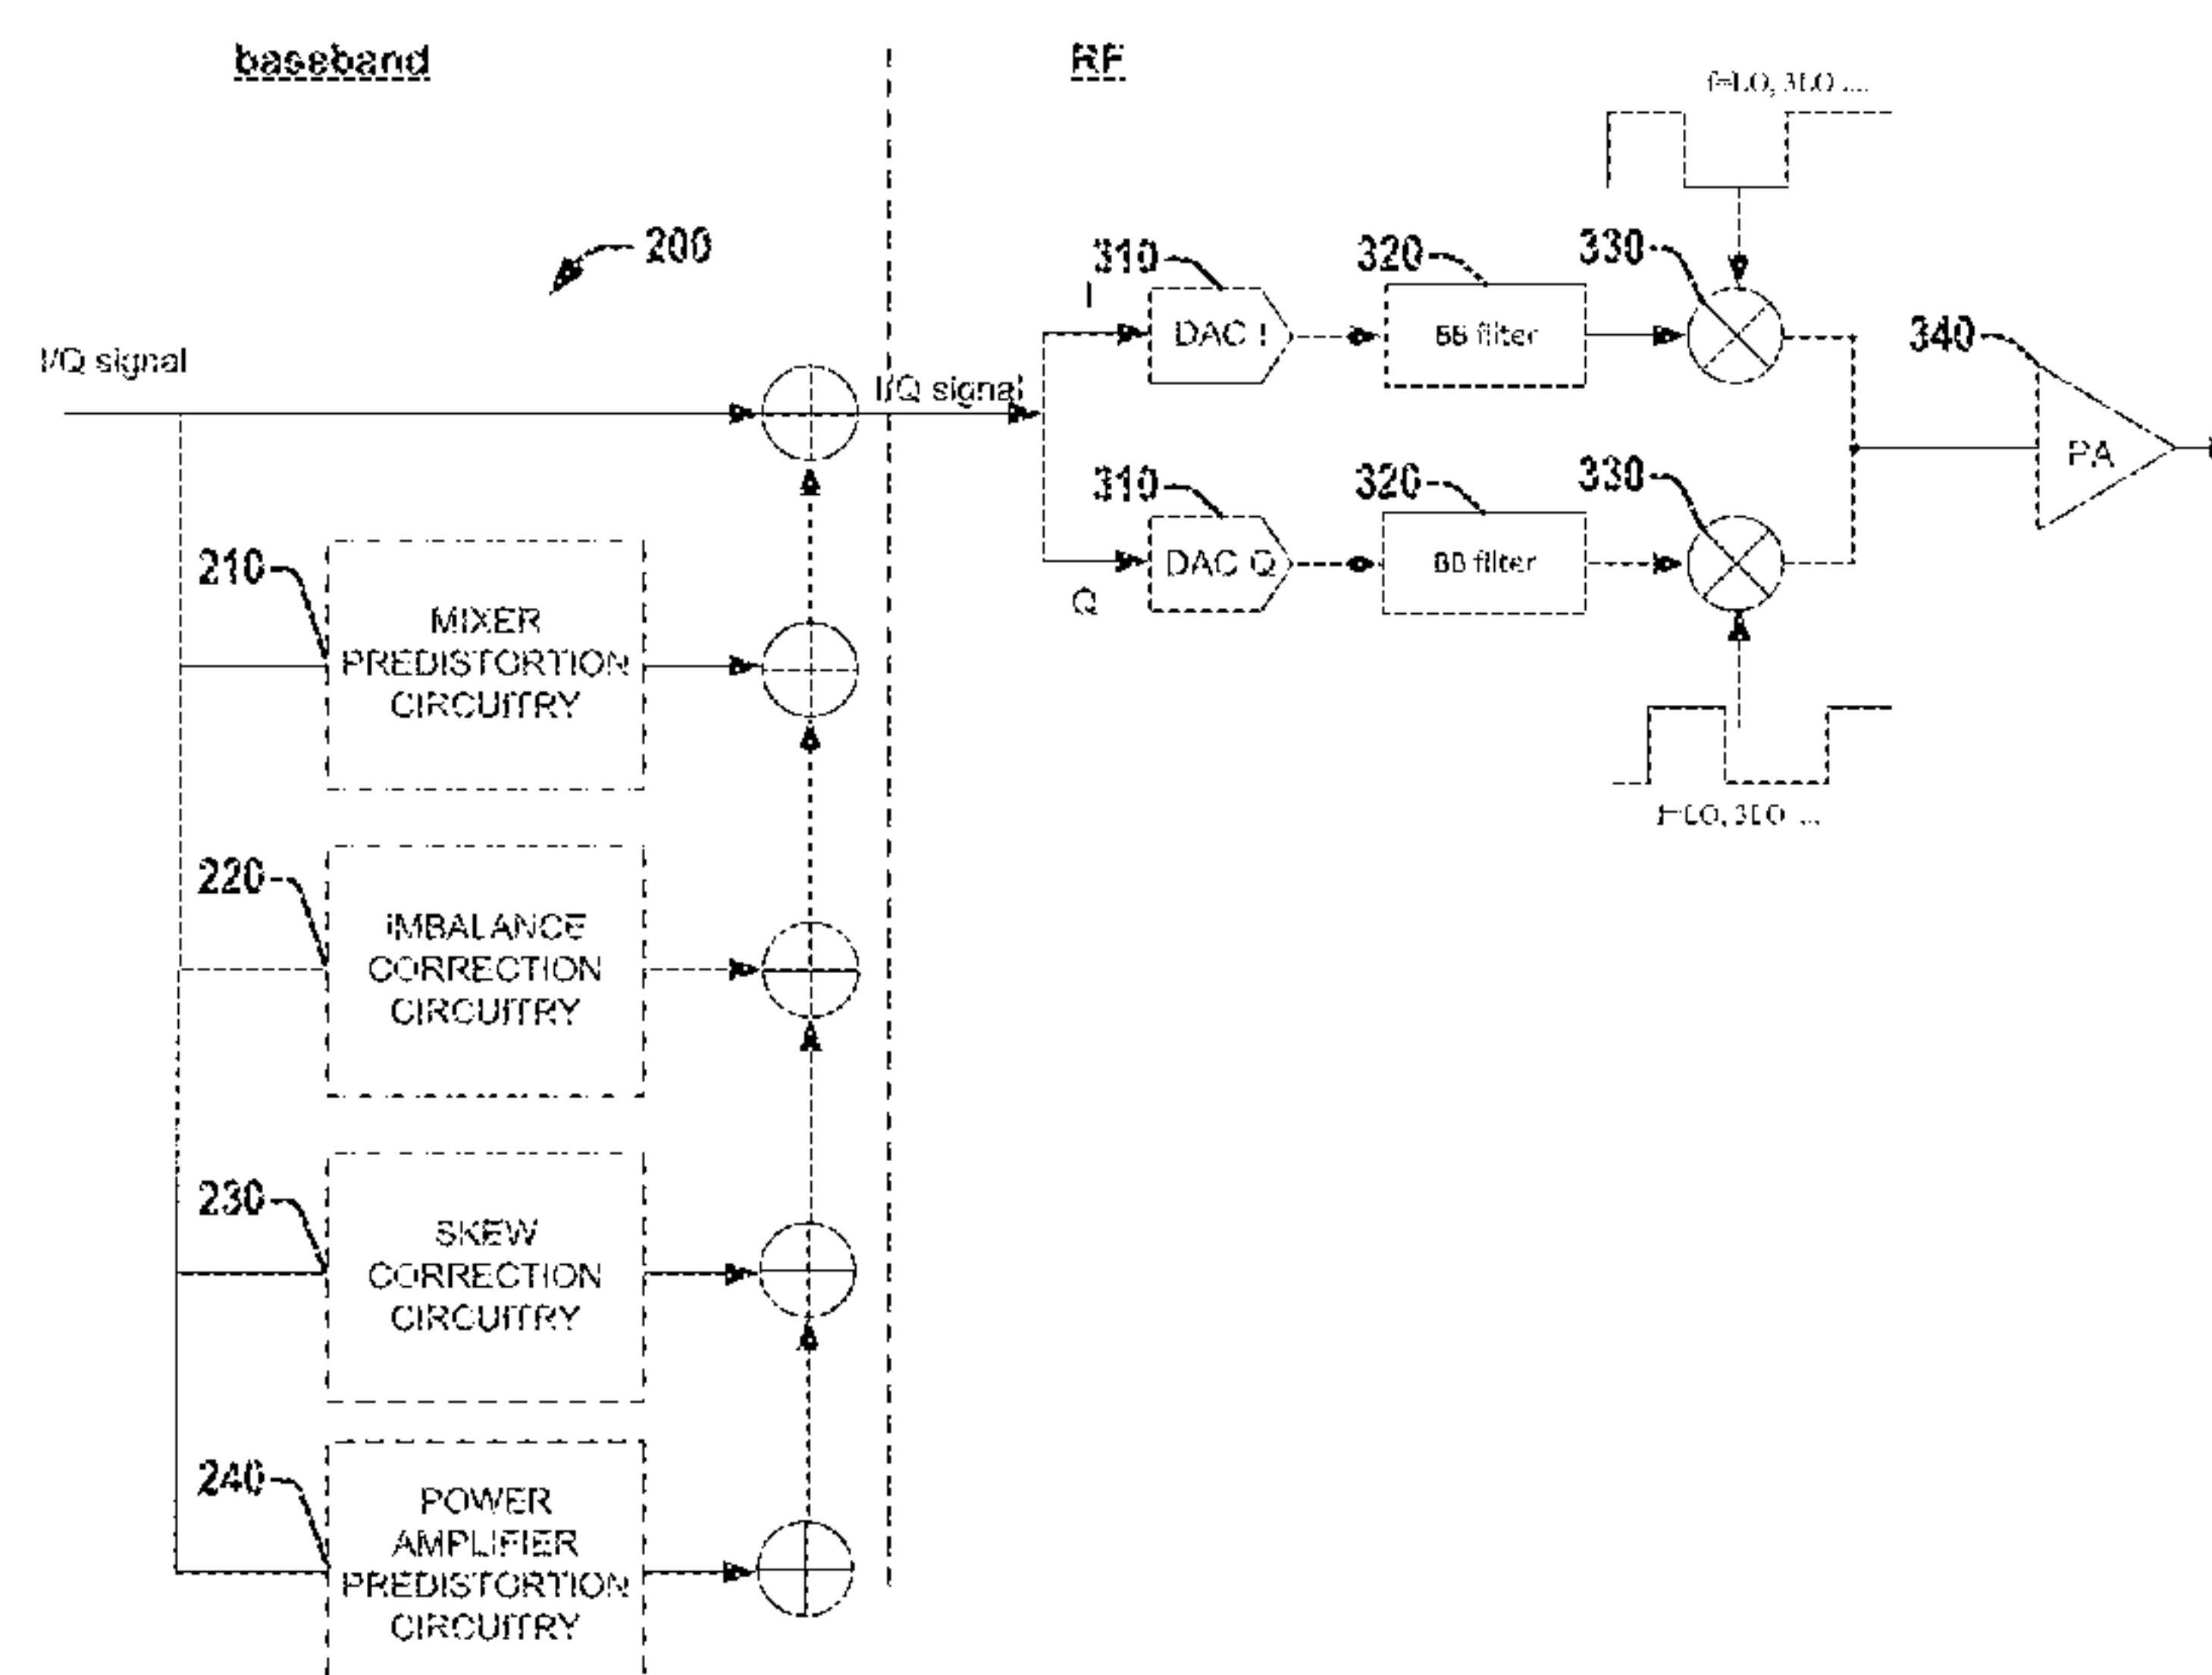 baseband
RF
f=LO, 3LO ....
200
310
320
330
I
I/Q signal
I/Q signal
DAC I
BB filter
340
PA
310
320
330
DAC Q
BB filter
Q
210
MIXER
PREDISTORTION
CIRCUITRY
f=LO, 3LO ...
220
IMBALANCE
CORRECTION
CIRCUITRY
230
SKEW
CORRECTION
CIRCUITRY
240
POWER
AMPLIFIER
PREDISTORTION
CIRCUITRY